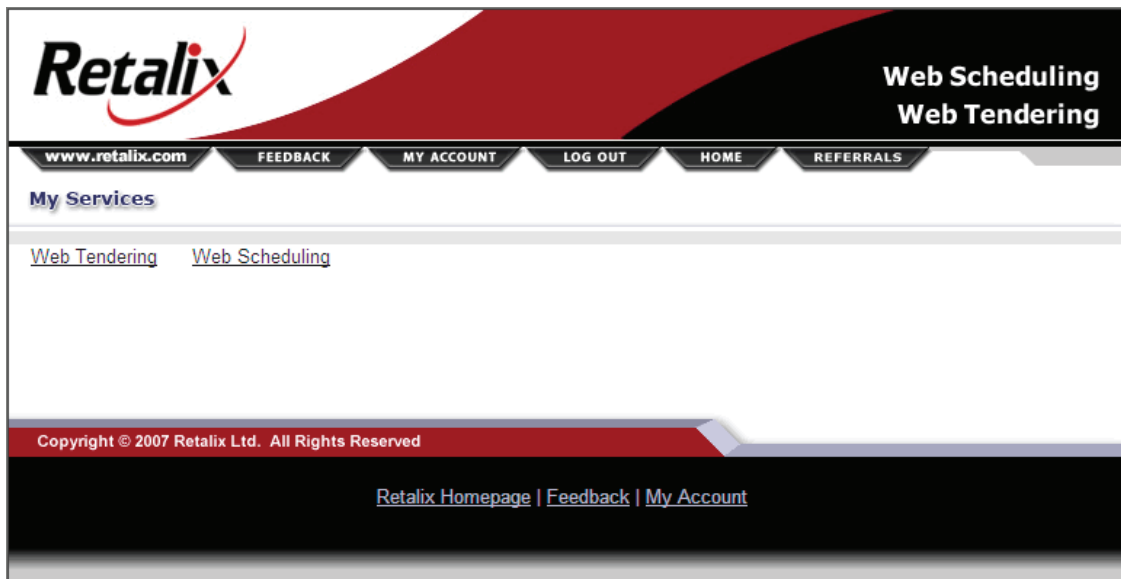 Retalix
Web Scheduling
Web Tendering
www.retalix.com FEEDBACK MY ACCOUNT LOG OUT HOME REFERRALS
My Services
Web Tendering Web Scheduling
Copyright © 2007 Retalix Ltd. All Rights Reserved
Retalix Homepage | Feedback | My Account